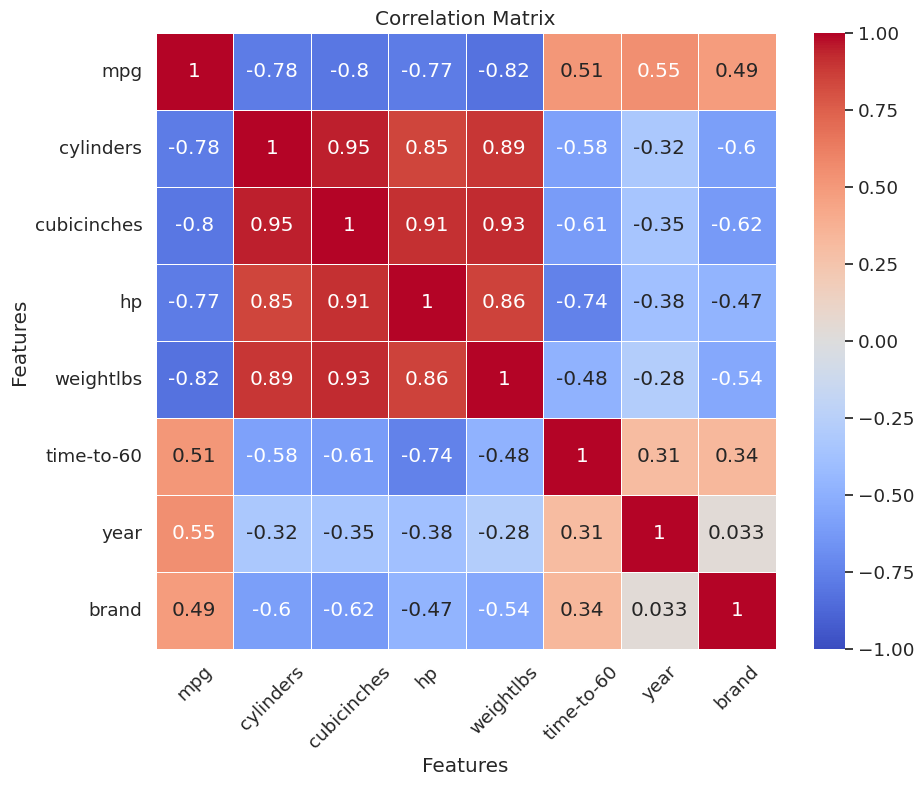 Correlation Matrix
mpg 1 -0.78 -0.8 -0.77 -0.82 0.51 0.55 0.49
cylinders -0.78 1 0.95 0.85 0.89 -0.58 -0.32 -0.6
cubicinches -0.8 0.95 1 0.91 0.93 -0.61 -0.35 -0.62
hp -0.77 0.85 0.91 1 0.86 -0.74 -0.38 -0.47
weightlbs -0.82 0.89 0.93 0.86 1 -0.48 -0.28 -0.54
time-to-60 0.51 -0.58 -0.61 -0.74 -0.48 1 0.31 0.34
year 0.55 -0.32 -0.35 -0.38 -0.28 0.31 1 0.033
brand 0.49 -0.6 -0.62 -0.47 -0.54 0.34 0.033 1
mpg cylinders cubicinches hp weightlbs time-to-60 year brand
Features
Features
1.00
0.75
0.50
0.25
0.00
−0.25
−0.50
−0.75
−1.00